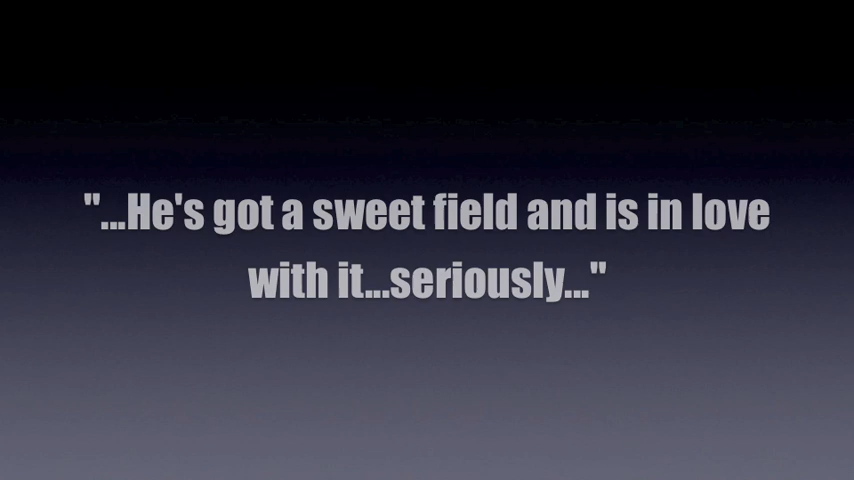 "...He's got a sweet field and is in love
with it...seriously..."